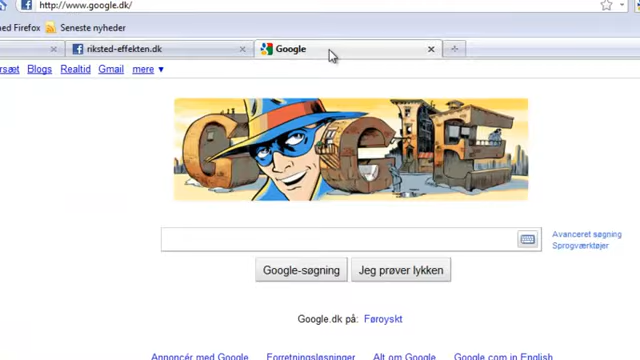 http://www.google.dk/
Firefox
Seneste nyheder
riksted-effekten.dk
Google
Blogs Realtid Gmail mere ▼
GOOGLE
Avanceret søgning
Sprogværktøjer
Google-søgning
Jeg prøver lykken
Google.dk på: Føroyskt
Annoncér med Google
Forretningsløsninger
Alt om Google
Google.com in English